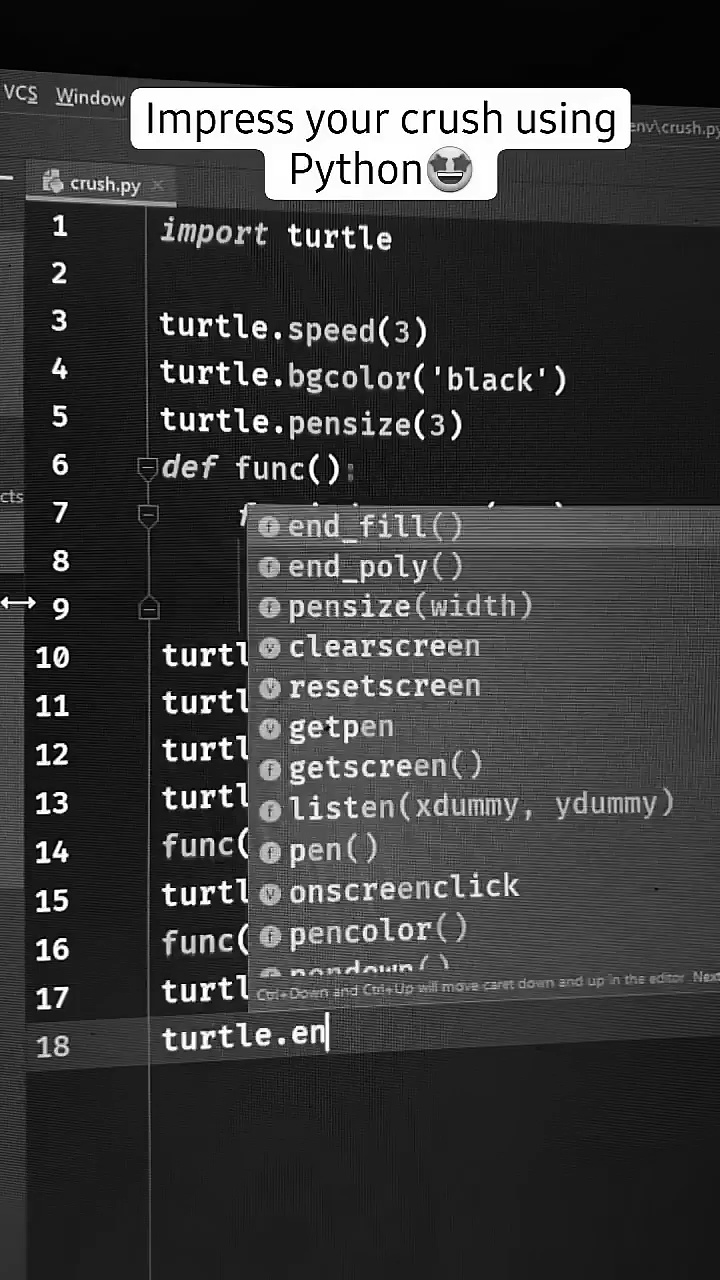 VCS Window
Impress your crush using
Python🤩
env\crush.py
crush.py ×
1 import turtle
2
3 turtle.speed(3)
4 turtle.bgcolor('black')
5 turtle.pensize(3)
6 def func():
cts
7
end_fill()
8 end_poly()
9 pensize(width)
10 turtl clearscreen
11 turtl resetscreen
12 turtl getpen
getscreen()
13 turtl listen(xdummy, ydummy)
14 func( pen()
15 turtl onscreenclick
16 func( pencolor()
pendown()
17 turtl Ctrl+Down and Ctrl+Up will move caret down and up in the editor Next
18 turtle.en